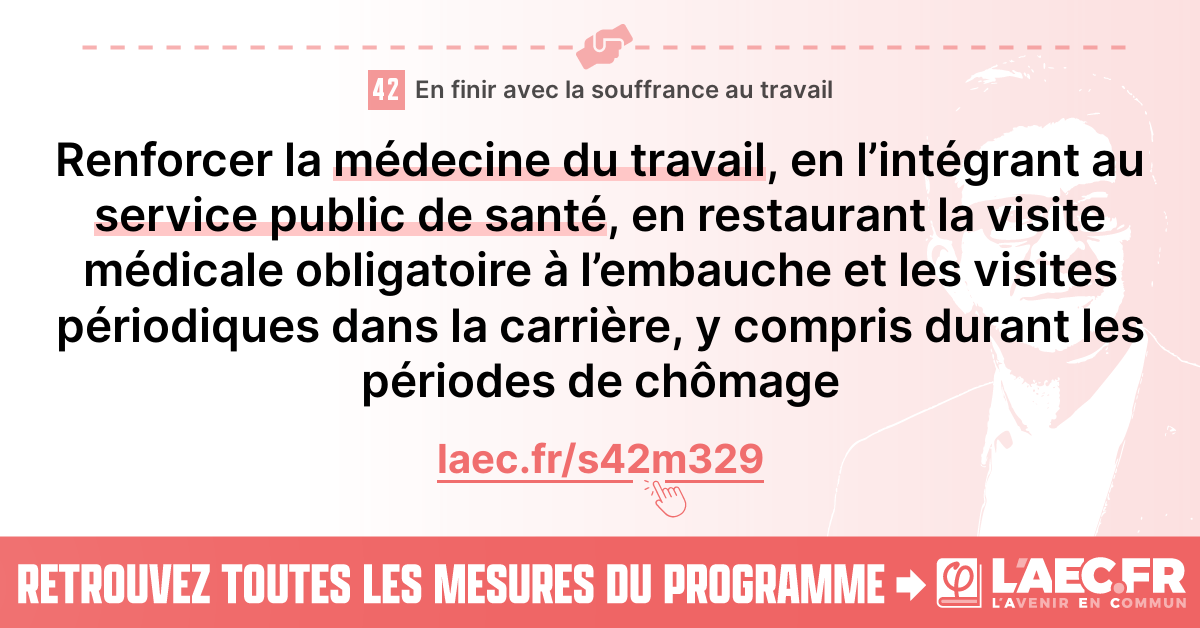 42 En finir avec la souffrance au travail
Renforcer la médecine du travail, en l’intégrant au
service public de santé, en restaurant la visite
médicale obligatoire à l’embauche et les visites
périodiques dans la carrière, y compris durant les
périodes de chômage
laec.fr/s42m329
RETROUVEZ TOUTES LES MESURES DU PROGRAMME → φ L'AEC.FR
L'AVENIR EN COMMUN